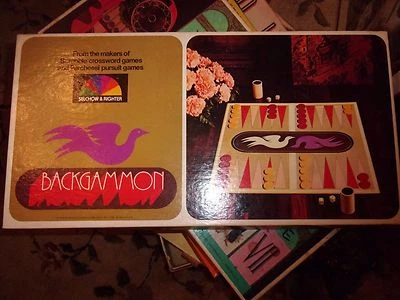 From the makers of
Scrabble crossword games
and Parcheesi pursuit games
SELCHOW & RIGHTER
BACKGAMMON